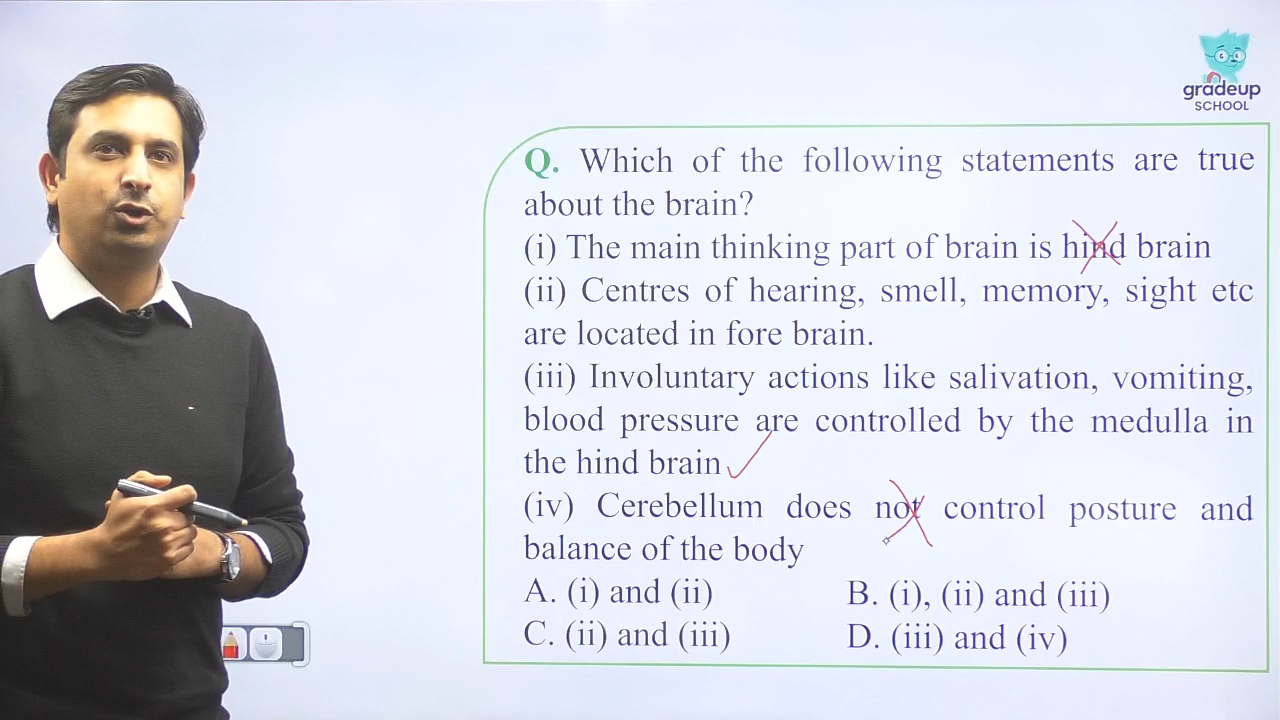 gradeup
SCHOOL
Q. Which of the following statements are true
about the brain?
(i) The main thinking part of brain is hind brain
(ii) Centres of hearing, smell, memory, sight etc
are located in fore brain.
(iii) Involuntary actions like salivation, vomiting,
blood pressure are controlled by the medulla in
the hind brain
(iv) Cerebellum does not control posture and
balance of the body
A. (i) and (ii) B. (i), (ii) and (iii)
C. (ii) and (iii) D. (iii) and (iv)